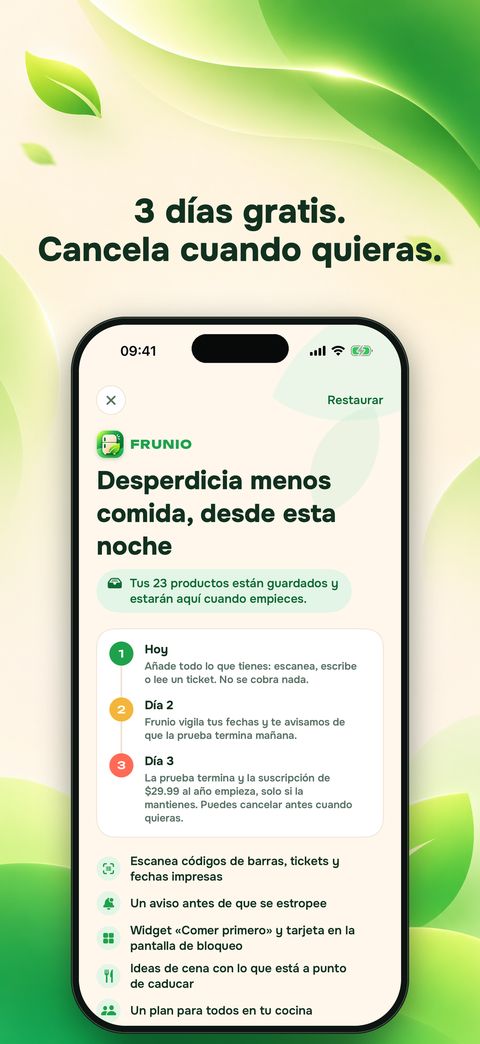 3 días gratis.
Cancela cuando quieras.
09:41
Restaurar
FRUNIO
Desperdicia menos
comida, desde esta
noche
Tus 23 productos están guardados y
estarán aquí cuando empieces.
1
Hoy
Añade todo lo que tienes: escanea, escribe
o lee un ticket. No se cobra nada.
2
Día 2
Frunio vigila tus fechas y te avisamos de
que la prueba termina mañana.
3
Día 3
La prueba termina y la suscripción de
$29.99 al año empieza, solo si la
mantienes. Puedes cancelar antes cuando
quieras.
Escanea códigos de barras, tickets y
fechas impresas
Un aviso antes de que se estropee
Widget «Comer primero» y tarjeta en la
pantalla de bloqueo
Ideas de cena con lo que está a punto
de caducar
Un plan para todos en tu cocina